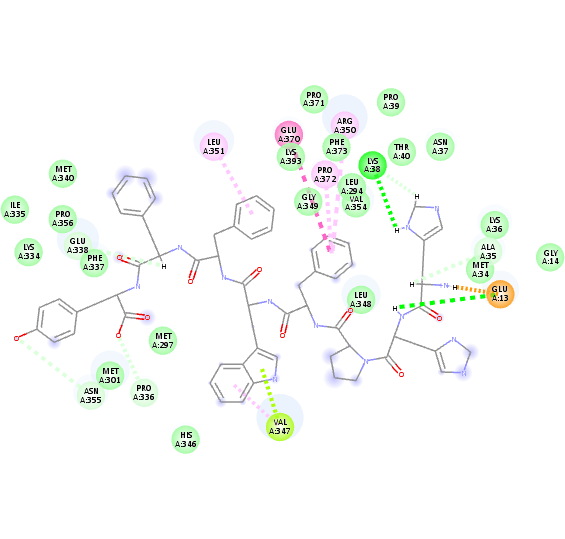 PRO
A:371
PRO
A:39
ARG
A:350
GLU
A:370
LEU
A:351
PHE
A:373
THR
A:40
ASN
A:37
LYS
A:393
LYS
A:38
MET
A:340
PRO
A:372
LEU
A:294
GLY
A:349
VAL
A:354
H
ILE
A:335
PRO
A:356
LYS
A:36
H
N
GLU
A:338
N
LYS
A:334
PHE
A:337
O
H
N
O
N
ALA
A:35
GLY
A:14
MET
A:34
N
N
O
H
N
H
GLU
A:13
LEU
A:348
H
N
O
N
O
N
O
O
O
O
N
N
O
MET
A:297
N
O
N
N
MET
A:301
N
ASN
A:355
PRO
A:336
VAL
A:347
HIS
A:346